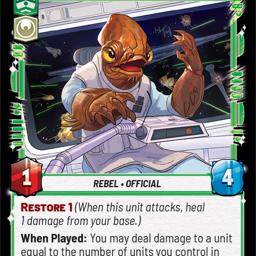 1
REBEL • OFFICIAL
4
RESTORE 1 (When this unit attacks, heal
1 damage from your base.)
When Played: You may deal damage to a unit
equal to the number of units you control in